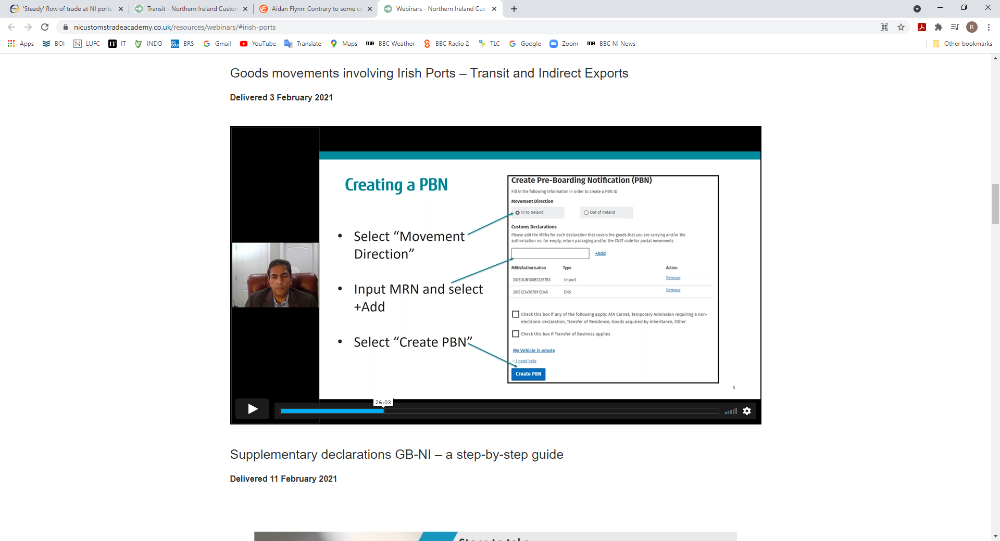 'Steady' flow of trade at NI ports
Transit - Northern Ireland Custom
Aidan Flynn: Contrary to some co
Webinars - Northern Ireland Cust
nicustomstradeacademy.co.uk/resources/webinars/#irish-ports
R
Apps
BOI
LUFC
IT IT
INDO
BRS
Gmail
YouTube
Translate
Maps
BBC BBC Weather
BBC Radio 2
TLC
Google
Zoom
BBC BBC NI News
Other bookmarks
Goods movements involving Irish Ports – Transit and Indirect Exports
Delivered 3 February 2021
Creating a PBN
• Select “Movement
Direction”
• Input MRN and select
+Add
• Select “Create PBN”
Create Pre-Boarding Notification (PBN)
Fill in the following information in order to create a PBN ID
Movement Direction
In to Ireland
Out of Ireland
Customs Declarations
Please add the MRNs for each declaration that covers the goods that you are carrying and/or the
authorisation no. for empty, return packaging and/or the CN37 code for postal movements
+Add
MRN/Authorisation Type Action
20IEDUB100B123E7R3 Import Remove
20IE12345678912345 ENS Remove
Check this box if any of the following apply: ATA Carnet, Temporary Admission requiring a non-
electronic declaration, Transfer of Residence, Goods acquired by inheritance, Other
Check this box if Transfer of Business applies
My Vehicle is empty
I need help
Create PBN
5
26:03
Supplementary declarations GB-NI – a step-by-step guide
Delivered 11 February 2021
Steps to take